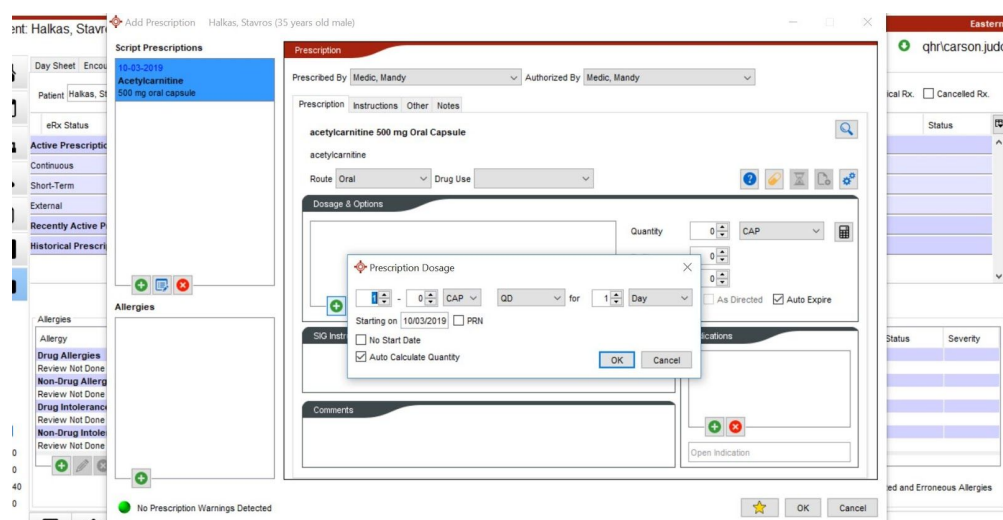 Add Prescription Halkas, Stavros (35 years old male)
Eastern
ent: Halkas, Stavr
qhr\carson.judd
Script Prescriptions
Prescription
Day Sheet Encou
10-03-2019
Acetylcarnitine
500 mg oral capsule
Prescribed By Medic, Mandy Authorized By Medic, Mandy
Patient Halkas, St
ical Rx. Cancelled Rx.
Prescription Instructions Other Notes
eRx Status
Status
acetylcarnitine 500 mg Oral Capsule
Active Prescriptio
acetylcarnitine
Continuous
Route Oral Drug Use
Short-Term
External
Dosage & Options
Recently Active P
Quantity 0 CAP
Historical Prescri
0
0
Prescription Dosage
1 - 0 CAP QD for 1 Day
As Directed Auto Expire
Starting on 10/03/2019 PRN
No Start Date
Auto Calculate Quantity
OK Cancel
Allergies
Allergies
SIG Instr
dications
Allergy
Status Severity
Drug Allergies
Review Not Done
Non-Drug Allerg
Review Not Done
Drug Intoleranc
Review Not Done
Non-Drug Intole
Review Not Done
Comments
Open Indication
0
0
40
0
ted and Erroneous Allergies
No Prescription Warnings Detected
OK Cancel